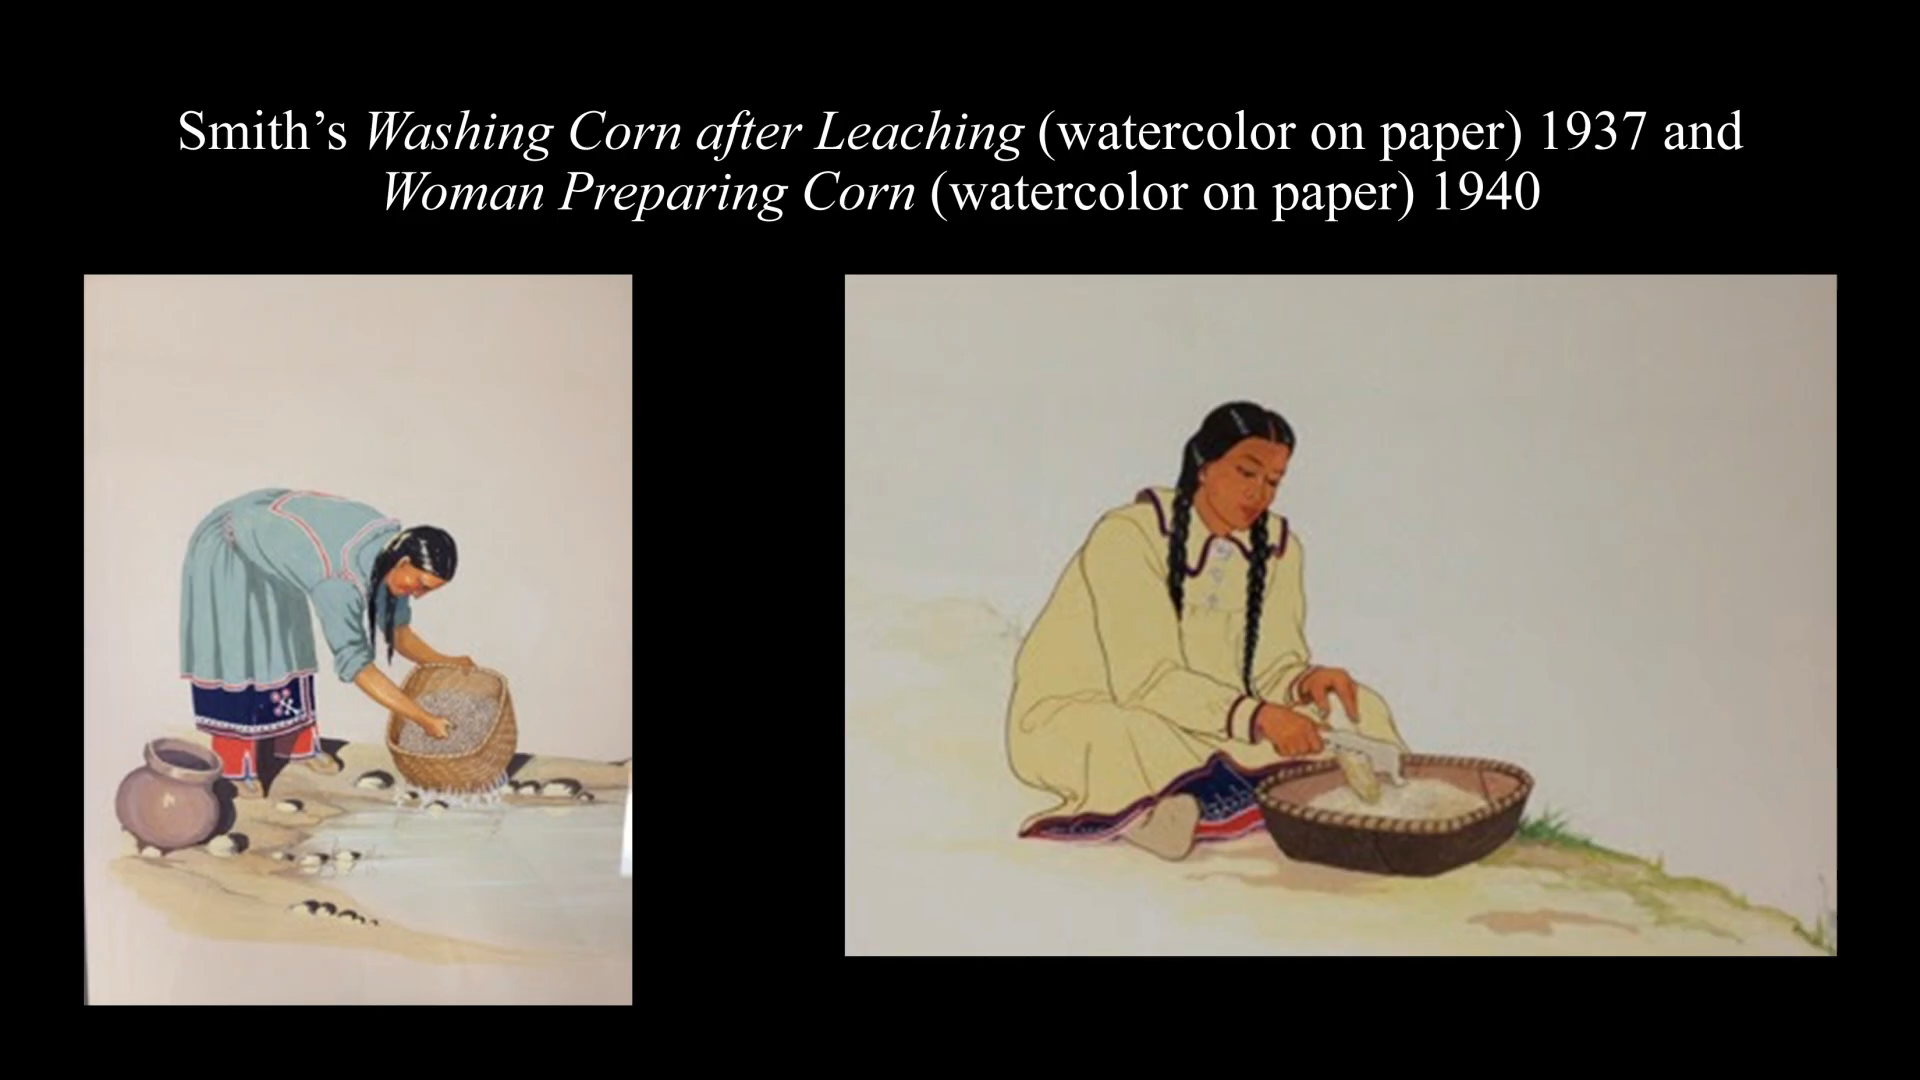 Smith’s Washing Corn after Leaching (watercolor on paper) 1937 and
Woman Preparing Corn (watercolor on paper) 1940